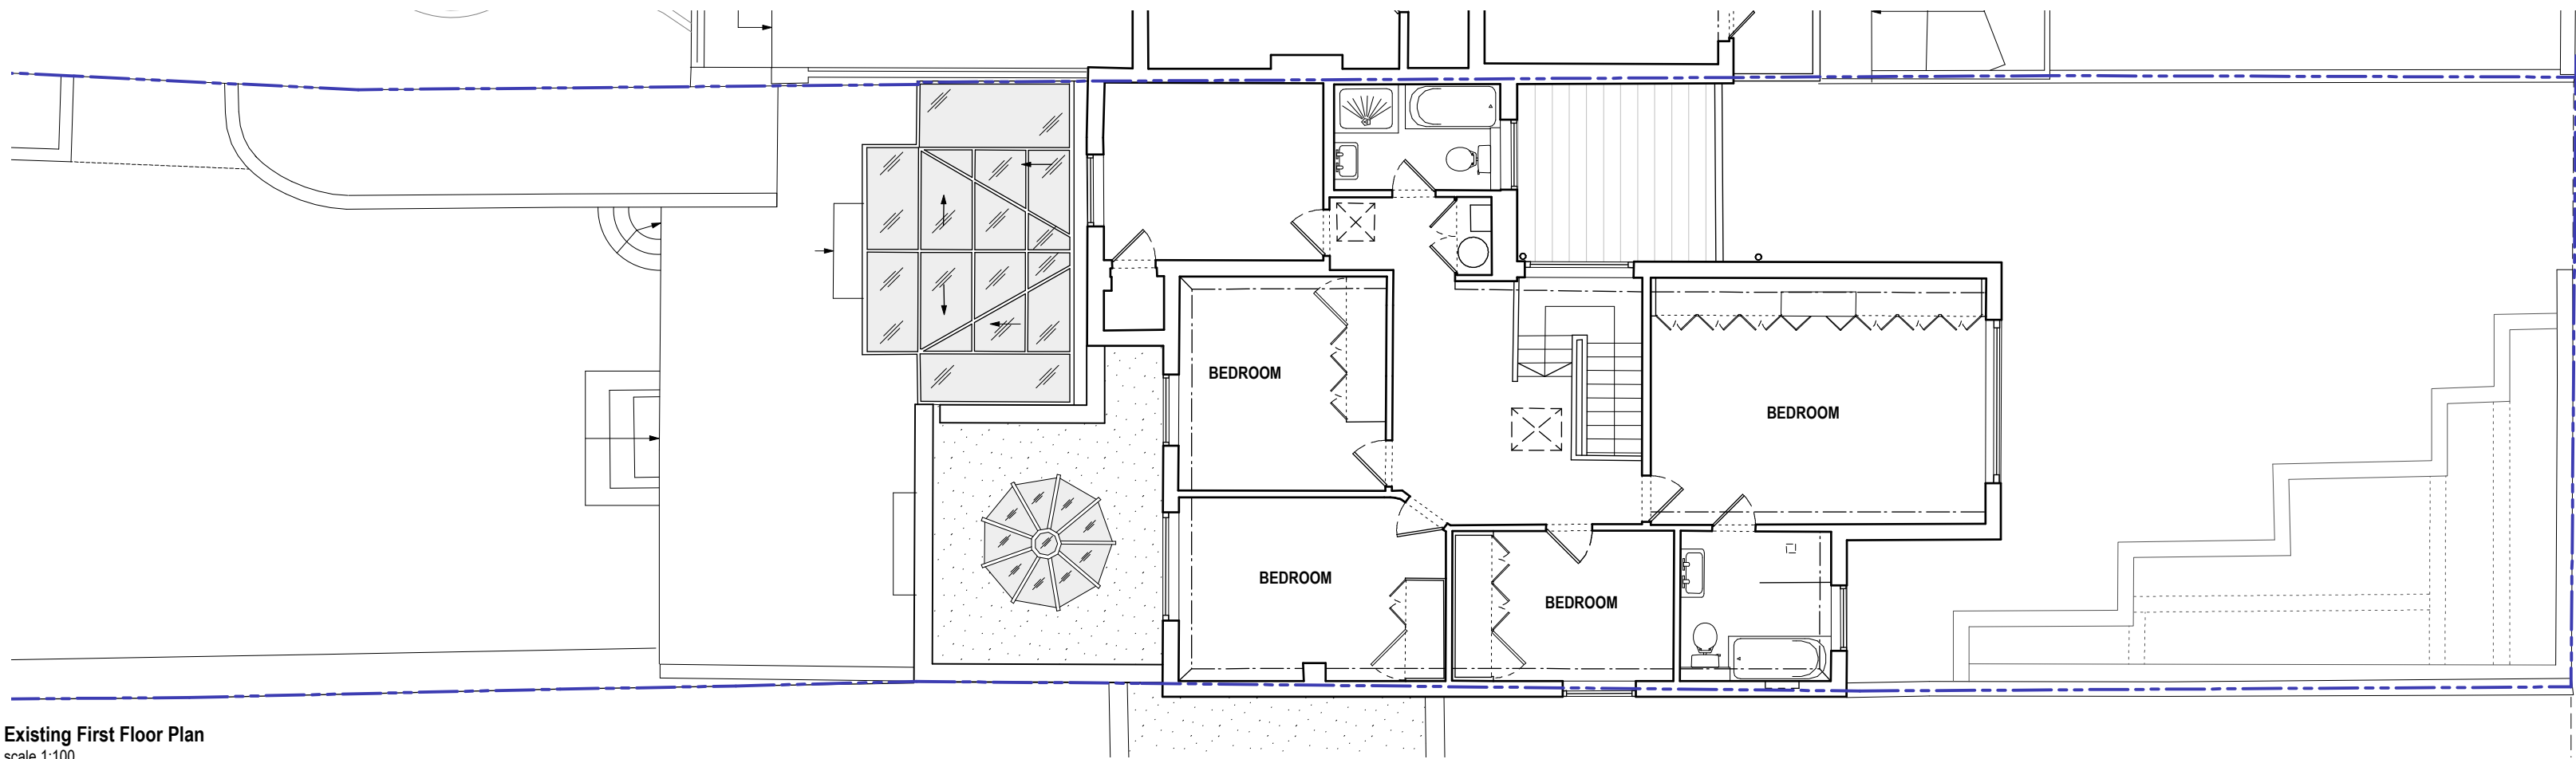 BEDROOM
BEDROOM
BEDROOM
BEDROOM
Existing First Floor Plan
scale 1:100